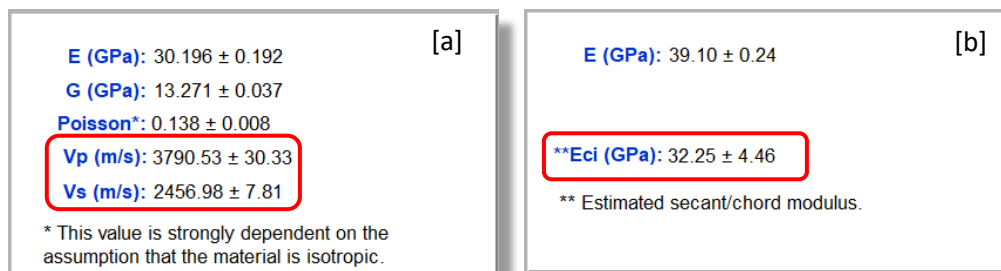 [a]
E (GPa): 30.196 ± 0.192
G (GPa): 13.271 ± 0.037
Poisson*: 0.138 ± 0.008
Vp (m/s): 3790.53 ± 30.33
Vs (m/s): 2456.98 ± 7.81
* This value is strongly dependent on the
assumption that the material is isotropic.
[b]
E (GPa): 39.10 ± 0.24
**Eci (GPa): 32.25 ± 4.46
** Estimated secant/chord modulus.